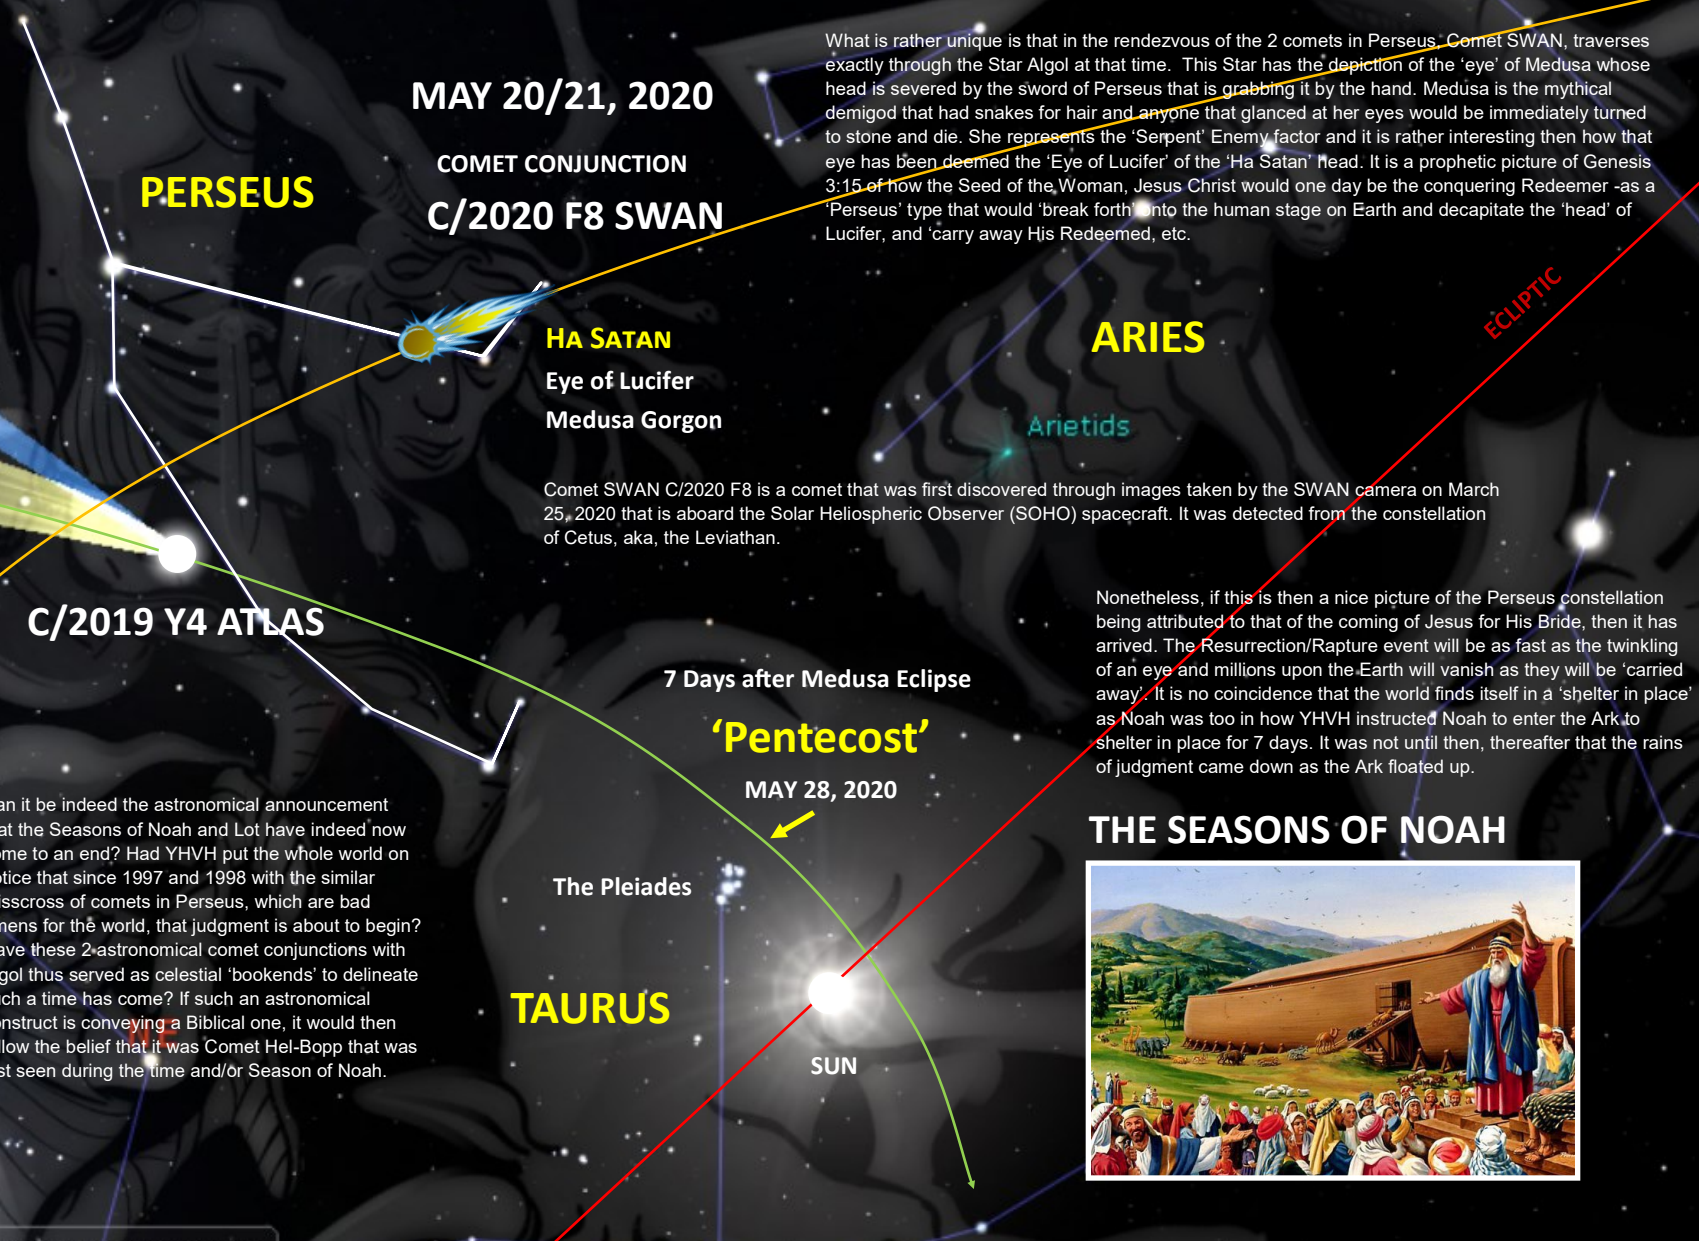 MAY 20/21, 2020
COMET CONJUNCTION
C/2020 F8 SWAN
PERSEUS
What is rather unique is that in the rendezvous of the 2 comets in Perseus, Comet SWAN, traverses
exactly through the Star Algol at that time. This Star has the depiction of the ‘eye’ of Medusa whose
head is severed by the sword of Perseus that is grabbing it by the hand. Medusa is the mythical
demigod that had snakes for hair and anyone that glanced at her eyes would be immediately turned
to stone and die. She represents the ‘Serpent’ Enemy factor and it is rather interesting then how that
eye has been deemed the ‘Eye of Lucifer’ of the ‘Ha Satan’ head. It is a prophetic picture of Genesis
3:15 of how the Seed of the Woman, Jesus Christ would one day be the conquering Redeemer -as a
‘Perseus’ type that would ‘break forth’ onto the human stage on Earth and decapitate the ‘head’ of
Lucifer, and ‘carry away His Redeemed, etc.
ECLIPTIC
HA SATAN
Eye of Lucifer
Medusa Gorgon
ARIES
Arietids
Comet SWAN C/2020 F8 is a comet that was first discovered through images taken by the SWAN camera on March
25, 2020 that is aboard the Solar Heliospheric Observer (SOHO) spacecraft. It was detected from the constellation
of Cetus, aka, the Leviathan.
C/2019 Y4 ATLAS
Nonetheless, if this is then a nice picture of the Perseus constellation
being attributed to that of the coming of Jesus for His Bride, then it has
arrived. The Resurrection/Rapture event will be as fast as the twinkling
of an eye and millions upon the Earth will vanish as they will be ‘carried
away’. It is no coincidence that the world finds itself in a ‘shelter in place’
as Noah was too in how YHVH instructed Noah to enter the Ark to
shelter in place for 7 days. It was not until then, thereafter that the rains
of judgment came down as the Ark floated up.
7 Days after Medusa Eclipse
‘Pentecost’
MAY 28, 2020
The Pleiades
TAURUS
SUN
THE SEASONS OF NOAH
an it be indeed the astronomical announcement
at the Seasons of Noah and Lot have indeed now
ome to an end? Had YHVH put the whole world on
otice that since 1997 and 1998 with the similar
isscross of comets in Perseus, which are bad
mens for the world, that judgment is about to begin?
ave these 2-astronomical comet conjunctions with
gol thus served as celestial ‘bookends’ to delineate
uch a time has come? If such an astronomical
onstruct is conveying a Biblical one, it would then
llow the belief that it was Comet Hel-Bopp that was
st seen during the time and/or Season of Noah.